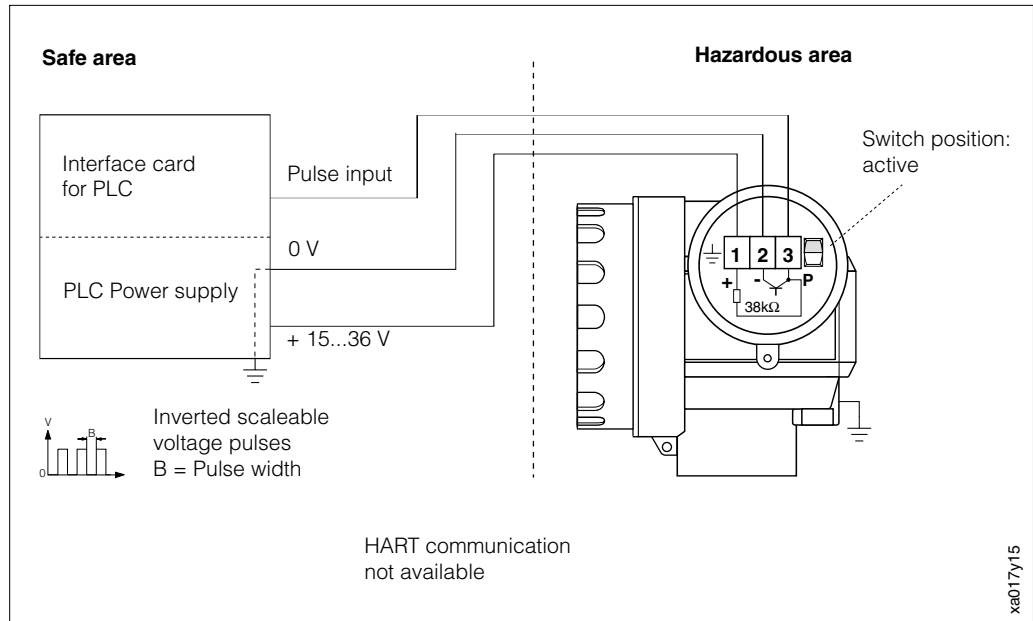 Safe area
Hazardous area
Interface card
for PLC
Pulse input
0 V
PLC Power supply
+ 15...36 V
Switch position:
active
1 2 3
+ - P
38kΩ
V
B
0
Inverted scaleable
voltage pulses
B = Pulse width
HART communication
not available
xa017y15